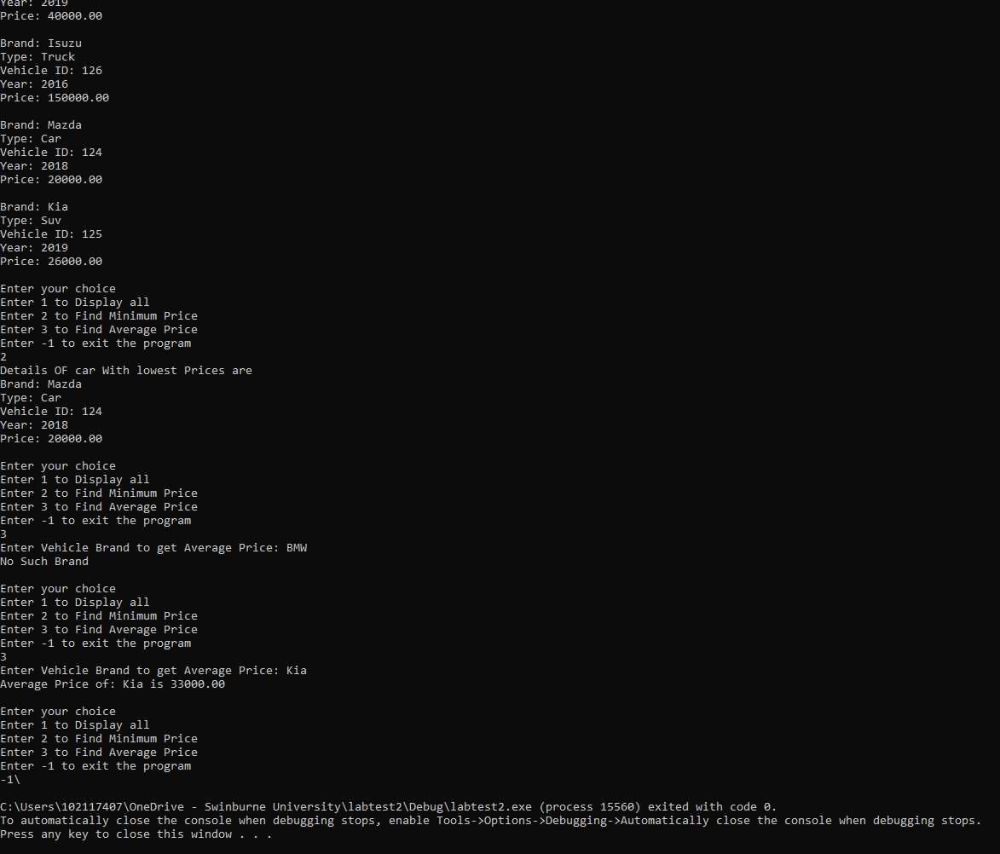 Year: 2019
Price: 40000.00
Brand: Isuzu
Type: Truck
Vehicle ID: 126
Year: 2016
Price: 150000.00
Brand: Mazda
Type: Car
Vehicle ID: 124
Year: 2018
Price: 20000.00
Brand: Kia
Type: Suv
Vehicle ID: 125
Year: 2019
Price: 26000.00
Enter your choice
Enter 1 to Display all
Enter 2 to Find Minimum Price
Enter 3 to Find Average Price
Enter -1 to exit the program
2
Details OF car With lowest Prices are
Brand: Mazda
Type: Car
Vehicle ID: 124
Year: 2018
Price: 20000.00
Enter your choice
Enter 1 to Display all
Enter 2 to Find Minimum Price
Enter 3 to Find Average Price
Enter -1 to exit the program
3
Enter Vehicle Brand to get Average Price: BMW
No Such Brand
Enter your choice
Enter 1 to Display all
Enter 2 to Find Minimum Price
Enter 3 to Find Average Price
Enter -1 to exit the program
3
Enter Vehicle Brand to get Average Price: Kia
Average Price of: Kia is 33000.00
Enter your choice
Enter 1 to Display all
Enter 2 to Find Minimum Price
Enter 3 to Find Average Price
Enter -1 to exit the program
-1\
C:\Users\102117407\OneDrive - Swinburne University\labtest2\Debug\labtest2.exe (process 15560) exited with code 0.
To automatically close the console when debugging stops, enable Tools->Options->Debugging->Automatically close the console when debugging stops.
Press any key to close this window . . .